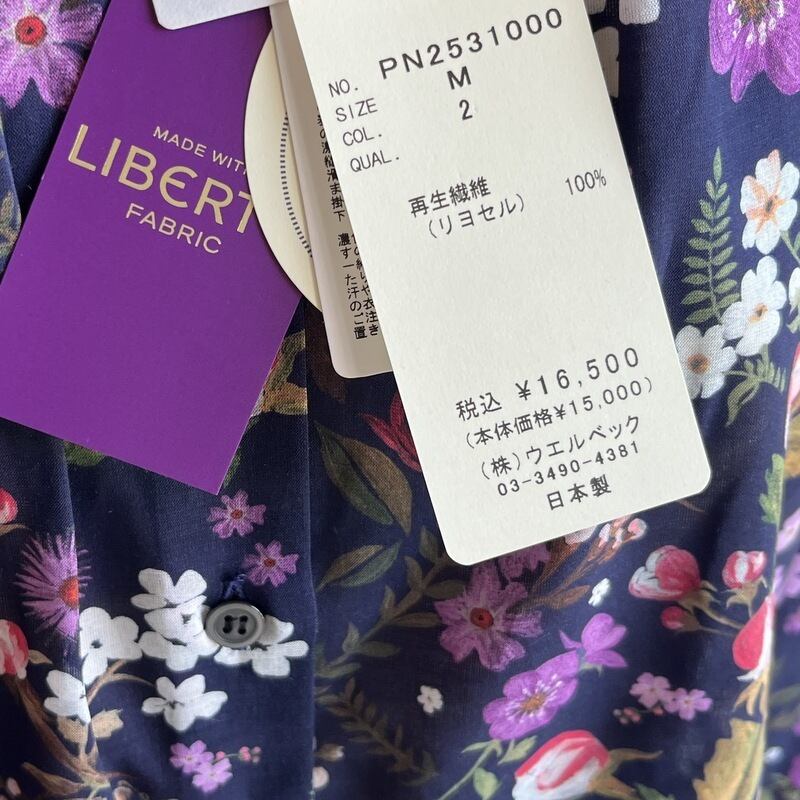 MADE WITH
LIBERT
FABRIC
NO. PN2531000
SIZE M
COL. 2
QUAL.
再生繊維 100%
(リヨセル)
税込 ¥16,500
(本体価格¥15,000)
(株)ウエルベック
03-3490-4381
日本製